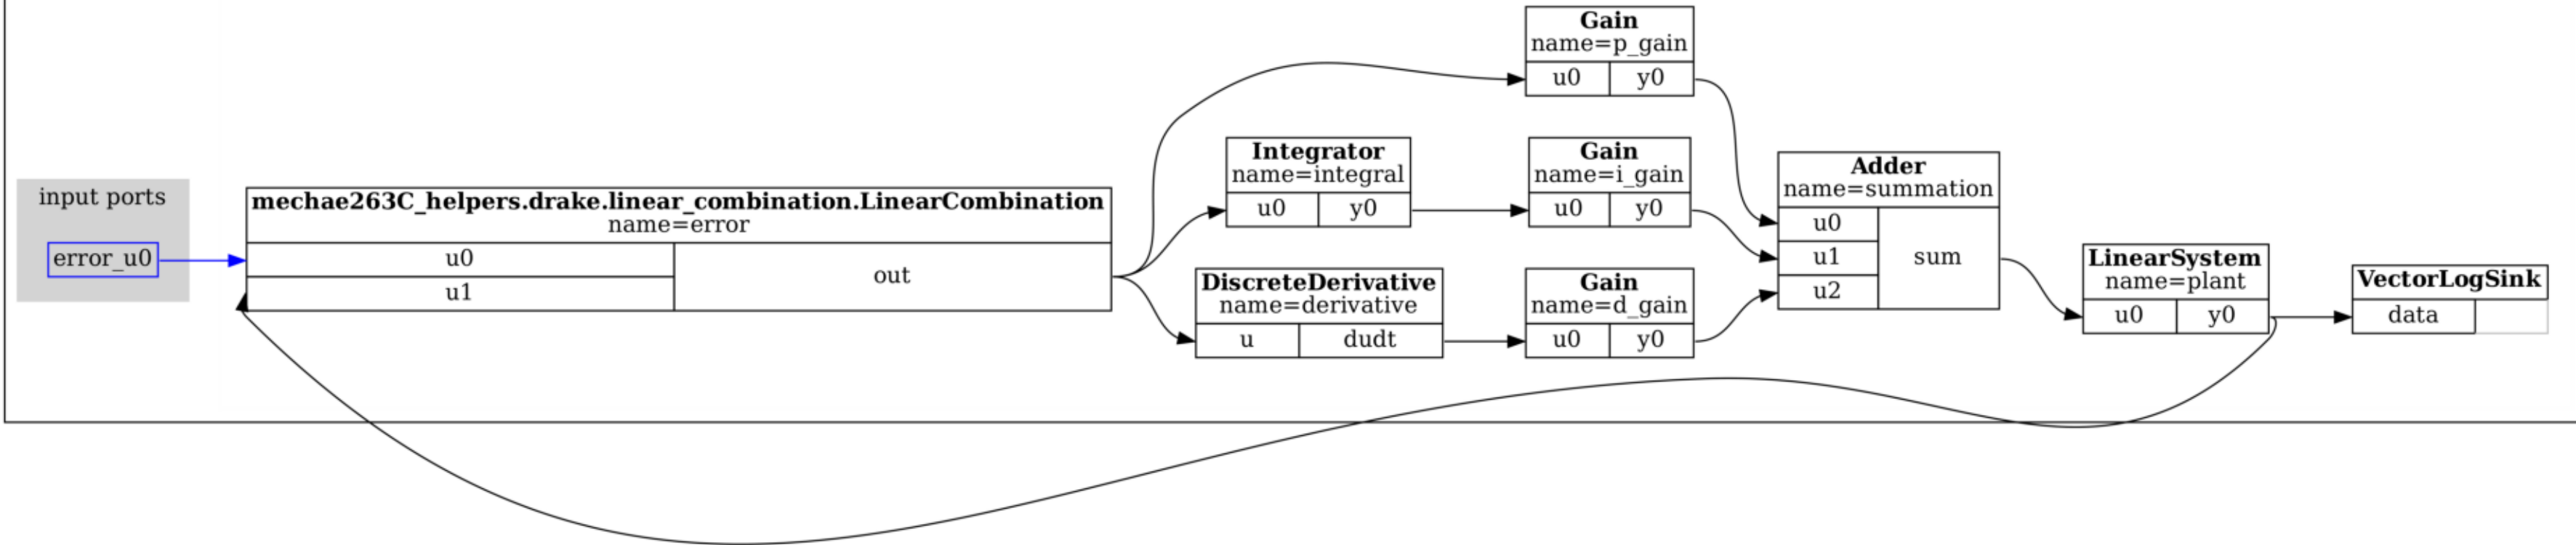 input ports
error_u0
mechae263C_helpers.drake.linear_combination.LinearCombination
name=error
u0
u1
out
Gain
name=p_gain
u0 y0
Integrator
name=integral
u0 y0
Gain
name=i_gain
u0 y0
DiscreteDerivative
name=derivative
u dudt
Gain
name=d_gain
u0 y0
Adder
name=summation
u0
u1
u2
sum
LinearSystem
name=plant
u0 y0
VectorLogSink
data